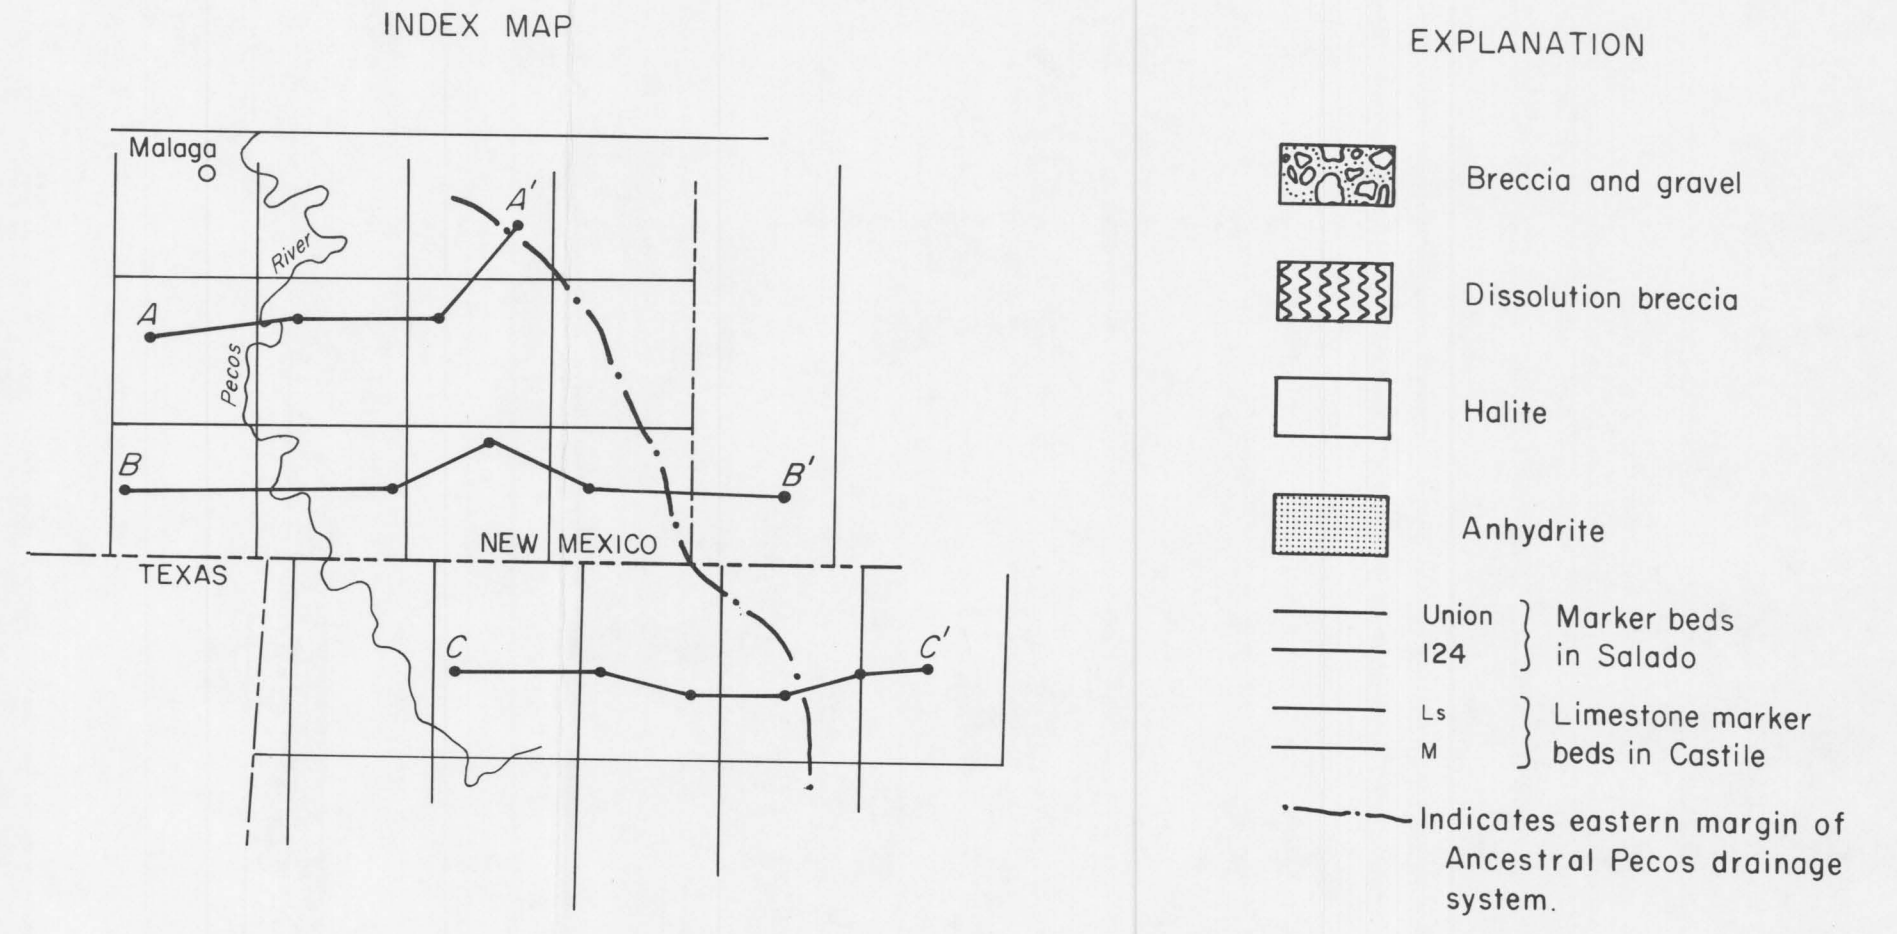 INDEX MAP
Malaga
A'
River
A
Pecos
B
B'
NEW MEXICO
TEXAS
C
C'
EXPLANATION
Breccia and gravel
Dissolution breccia
Halite
Anhydrite
Union
124
Marker beds
in Salado
Ls
M
Limestone marker
beds in Castile
Indicates eastern margin of
Ancestral Pecos drainage
system.